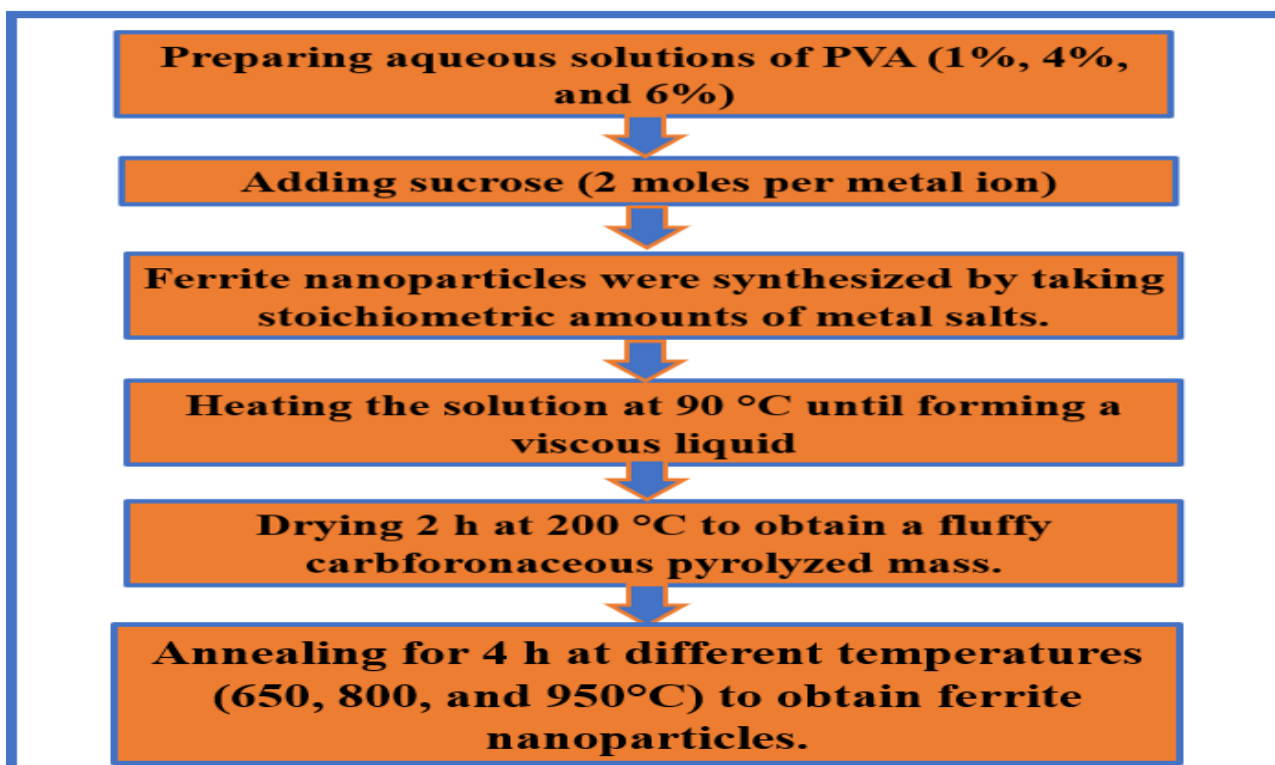 Preparing aqueous solutions of PVA (1%, 4%,
and 6%)
Adding sucrose (2 moles per metal ion)
Ferrite nanoparticles were synthesized by taking
stoichiometric amounts of metal salts.
Heating the solution at 90 °C until forming a
viscous liquid
Drying 2 h at 200 °C to obtain a fluffy
carbforonaceous pyrolyzed mass.
Annealing for 4 h at different temperatures
(650, 800, and 950°C) to obtain ferrite
nanoparticles.